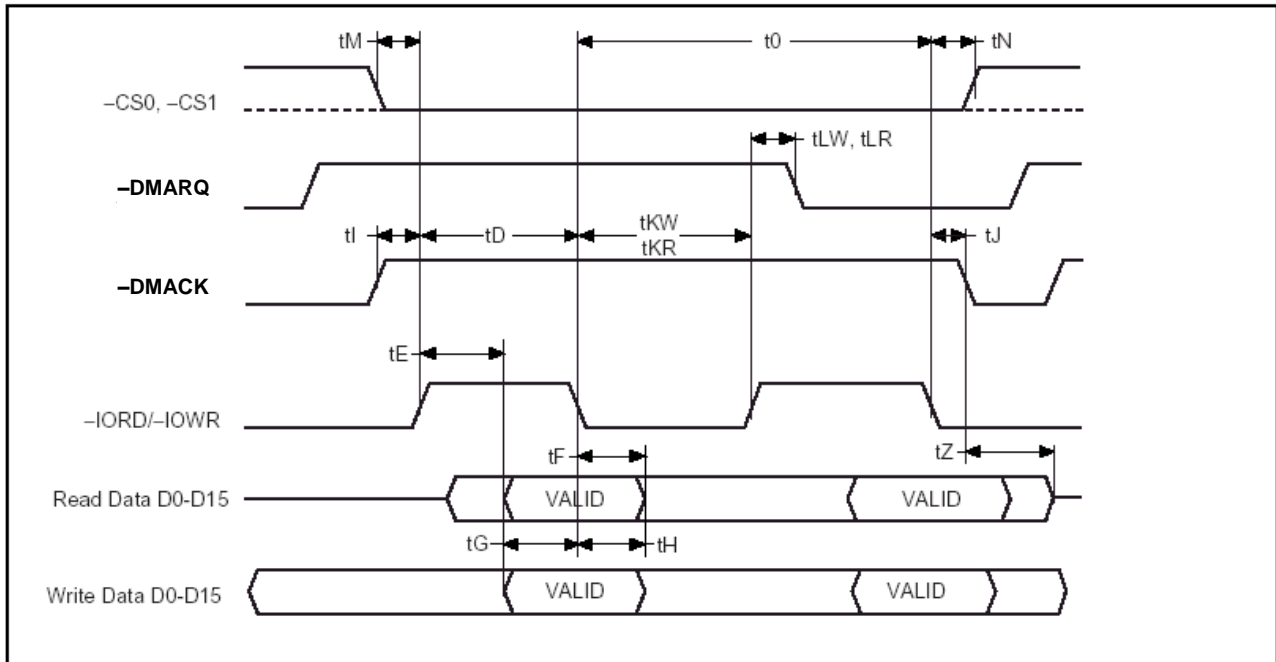 tM
t0
tN
–CS0, –CS1
tLW, tLR
–DMARQ
tI
tD
tKW
tKR
tJ
–DMACK
tE
–IORD/–IOWR
tF
tZ
Read Data D0-D15
VALID
VALID
tG
tH
Write Data D0-D15
VALID
VALID